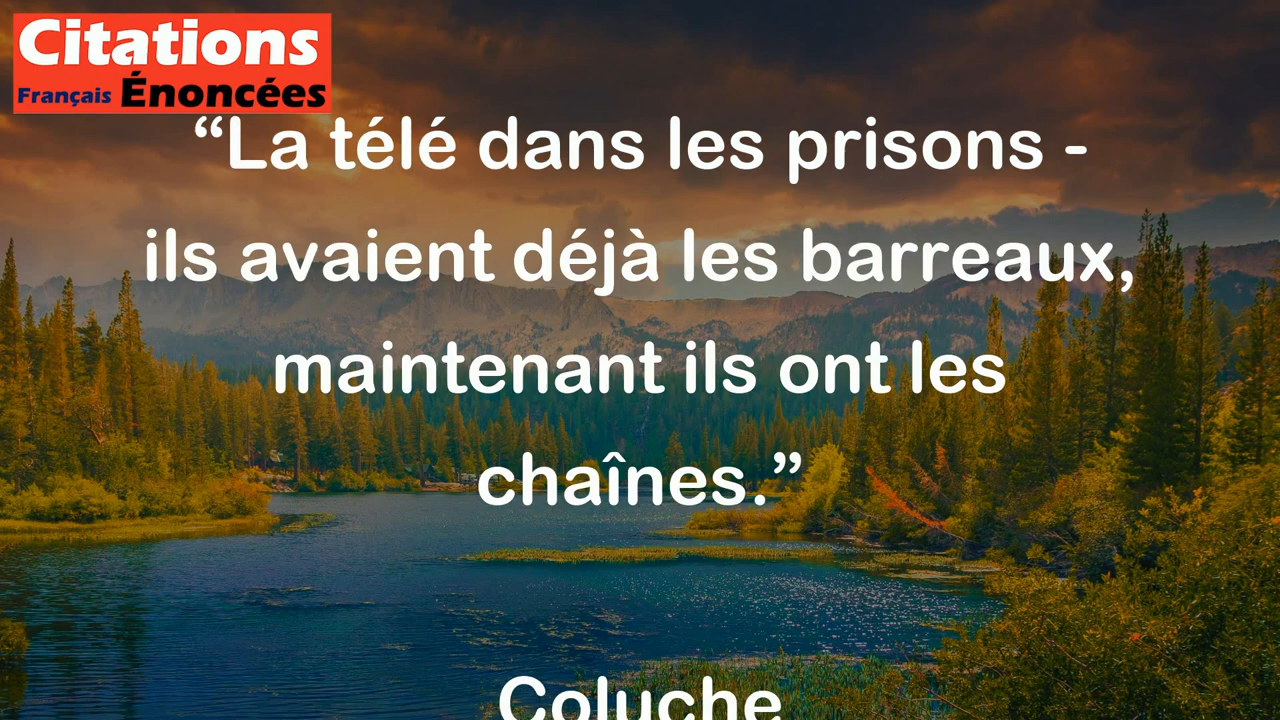 Citations
Français Énoncées
“La télé dans les prisons -
ils avaient déjà les barreaux,
maintenant ils ont les
chaînes.”
Coluche